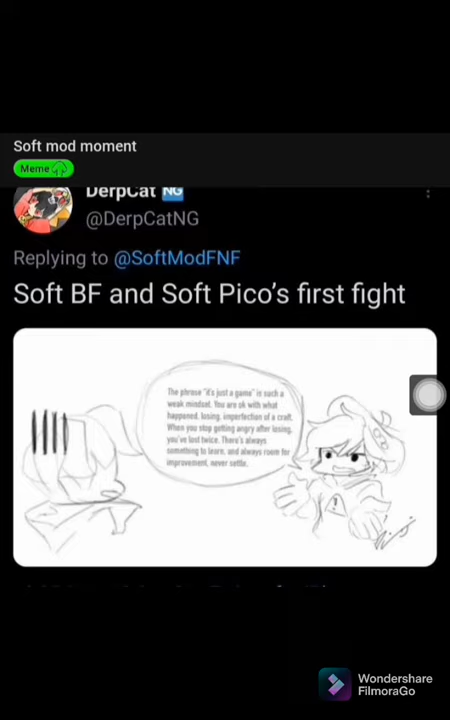 Soft mod moment
Meme
DerpCat NG
@DerpCatNG
Replying to @SoftModFNF
Soft BF and Soft Pico's first fight
The phrase "it's just a game" is such a
weak mindset. You are ok with what
happened, losing, imperfection of a craft.
When you stop getting angry after losing,
you've lost twice. There's always
something to learn, and always room for
improvement, never settle.
Wondershare
FilmoraGo